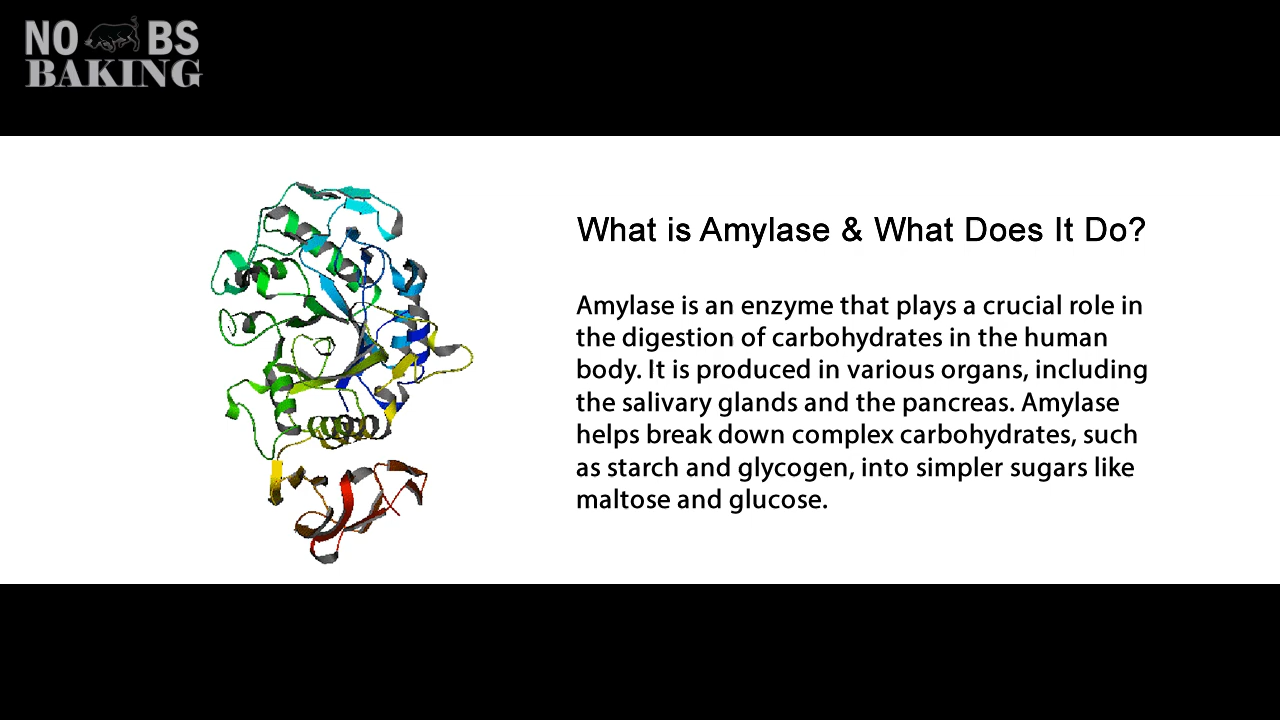 NO BS
BAKING
What is Amylase & What Does It Do?
Amylase is an enzyme that plays a crucial role in
the digestion of carbohydrates in the human
body. It is produced in various organs, including
the salivary glands and the pancreas. Amylase
helps break down complex carbohydrates, such
as starch and glycogen, into simpler sugars like
maltose and glucose.